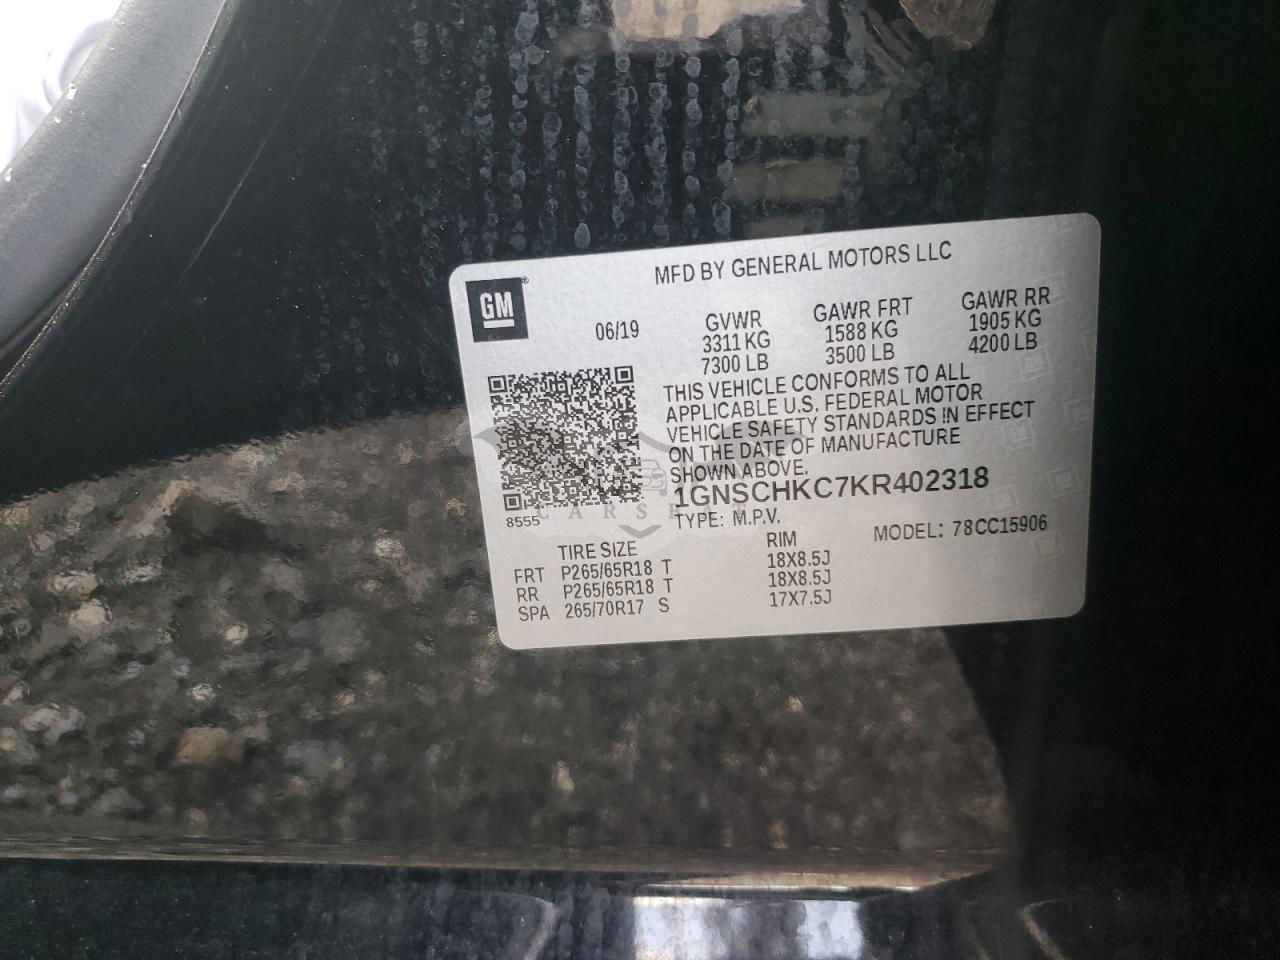 MFD BY GENERAL MOTORS LLC
GM ®
06/19
GVWR
3311 KG
7300 LB
GAWR FRT
1588 KG
3500 LB
GAWR RR
1905 KG
4200 LB
THIS VEHICLE CONFORMS TO ALL
APPLICABLE U.S. FEDERAL MOTOR
VEHICLE SAFETY STANDARDS IN EFFECT
ON THE DATE OF MANUFACTURE
SHOWN ABOVE.
1GNSCHKC7KR402318
8555
TYPE: M.P.V.
MODEL: 78CC15906
TIRE SIZE RIM
FRT P265/65R18 T 18X8.5J
RR P265/65R18 T 18X8.5J
SPA 265/70R17 S 17X7.5J